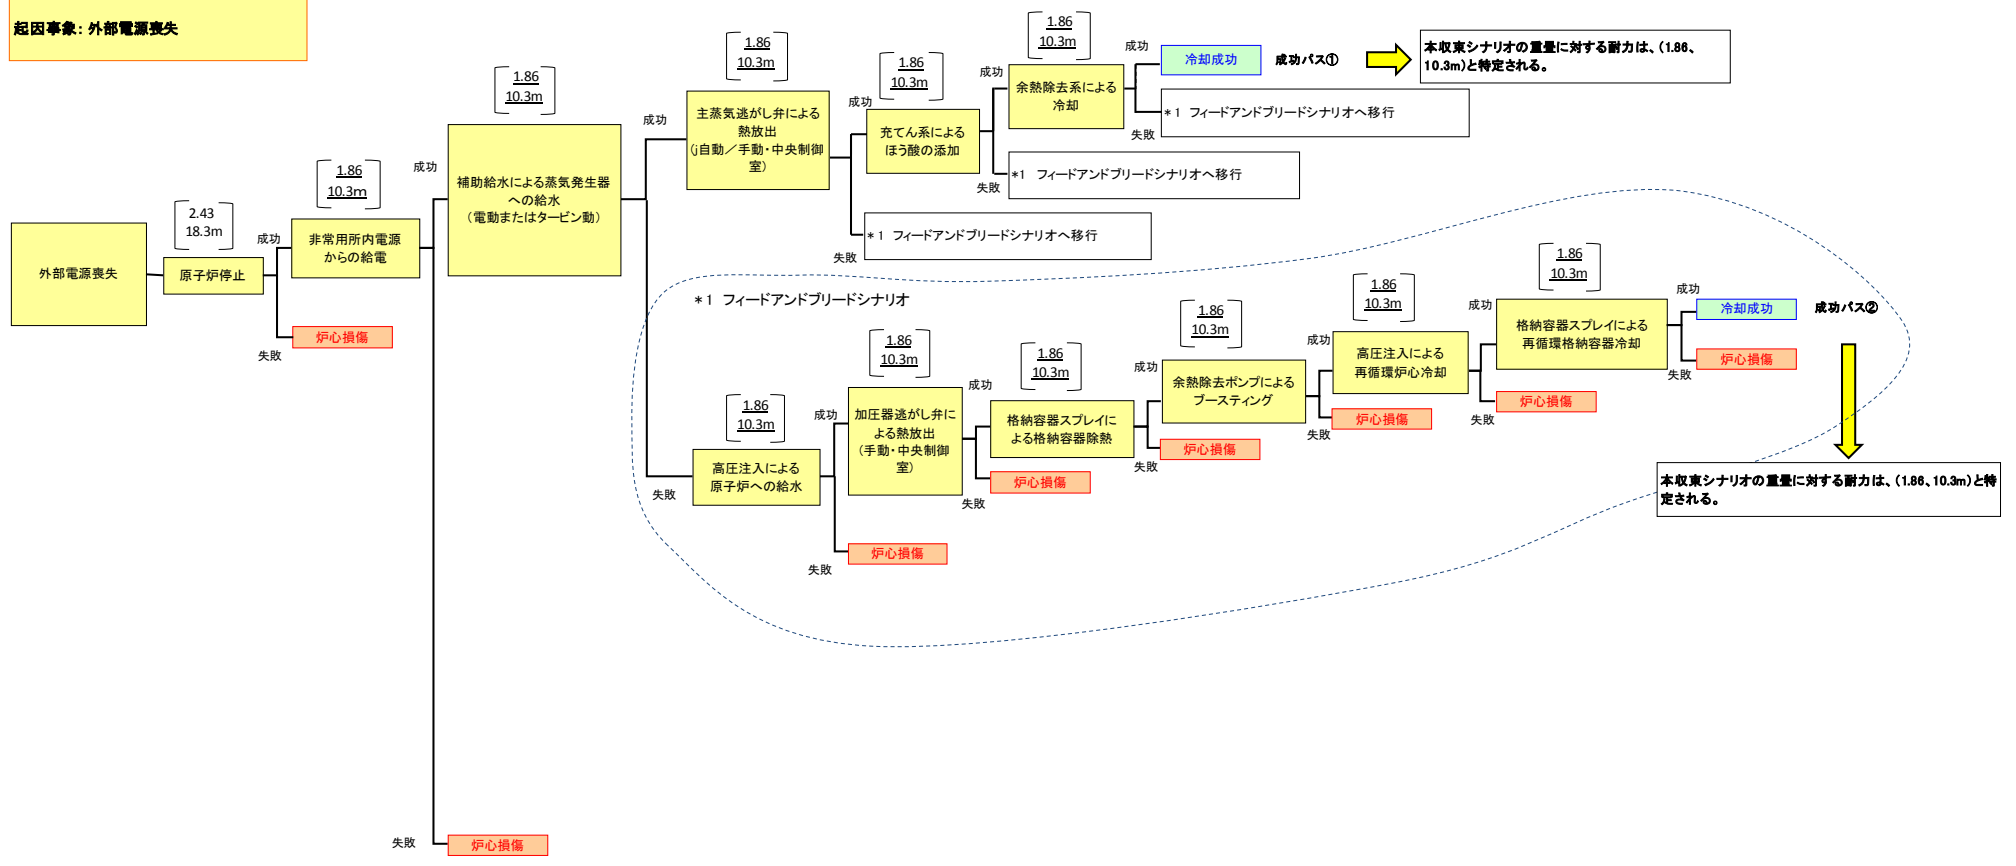 起因事象：外部電源喪失
外部電源喪失
2.43
18.3m
原子炉停止
成功
失敗
炉心損傷
1.86
10.3m
非常用所内電源
からの給電
成功
失敗
炉心損傷
1.86
10.3m
補助給水による蒸気発生器
への給水
（電動またはタービン動）
成功
失敗
1.86
10.3m
主蒸気逃がし弁による
熱放出
(j自動／手動・中央制御
室）
成功
失敗
＊1　フィードアンドブリードシナリオへ移行
1.86
10.3m
充てん系による
ほう酸の添加
成功
失敗
＊1　フィードアンドブリードシナリオへ移行
1.86
10.3m
余熱除去系による
冷却
成功
失敗
＊1　フィードアンドブリードシナリオへ移行
冷却成功
成功パス①
本収束シナリオの重畳に対する耐力は、（1.86、
10.3m）と特定される。
＊1　フィードアンドブリードシナリオ
1.86
10.3m
高圧注入による
原子炉への給水
成功
失敗
炉心損傷
1.86
10.3m
加圧器逃がし弁に
よる熱放出
（手動・中央制御
室）
成功
失敗
炉心損傷
1.86
10.3m
格納容器スプレイに
よる格納容器除熱
成功
失敗
炉心損傷
1.86
10.3m
余熱除去ポンプによる
ブースティング
成功
失敗
炉心損傷
1.86
10.3m
高圧注入による
再循環炉心冷却
成功
失敗
炉心損傷
1.86
10.3m
格納容器スプレイによる
再循環格納容器冷却
成功
失敗
炉心損傷
冷却成功
成功パス②
本収束シナリオの重畳に対する耐力は、（1.86、10.3m）と特
定される。